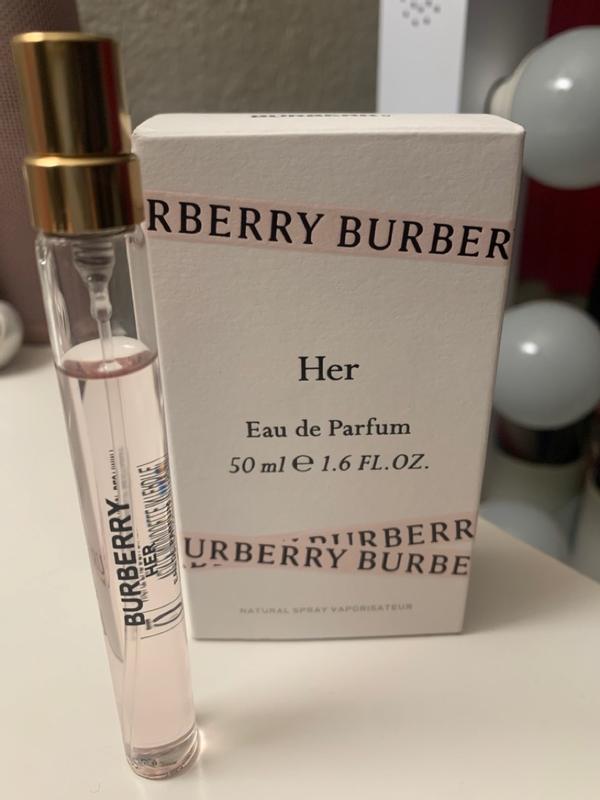 RBERRY BURBER
Her
Eau de Parfum
50 ml ℮ 1.6 FL.OZ.
BURBERR
URBERRY BURBE
NATURAL SPRAY VAPORISATEUR
BURBERRY
HER